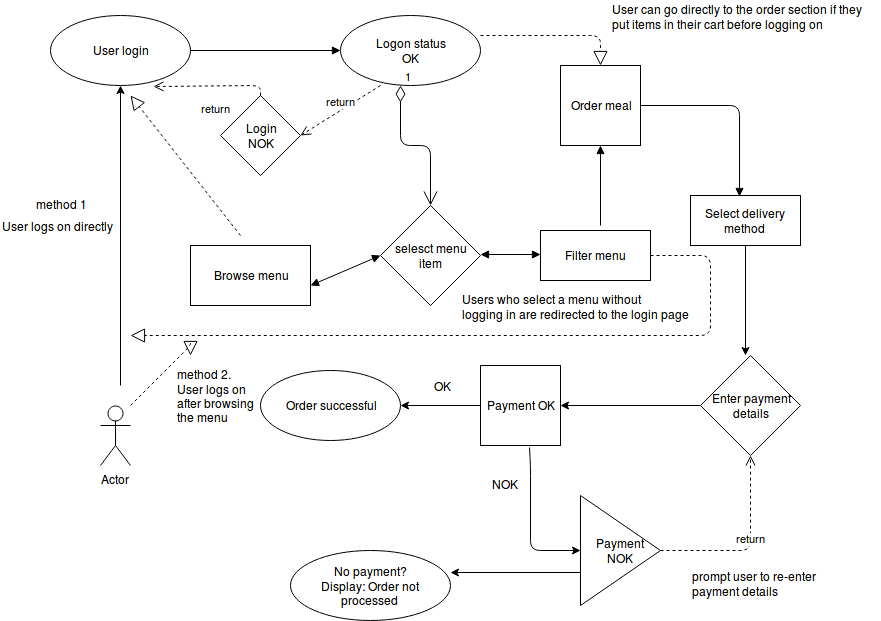 User can go directly to the order section if they
put items in their cart before logging on
User login
Logon status
OK
1
return
return
Login
NOK
Order meal
method 1
User logs on directly
Select delivery
method
selesct menu
item
Browse menu
Filter menu
Users who select a menu without
logging in are redirected to the login page
method 2.
User logs on
after browsing
the menu
OK
Order successful
Payment OK
Enter payment
details
Actor
NOK
return
Payment
NOK
No payment?
Display: Order not
processed
prompt user to re-enter
payment details